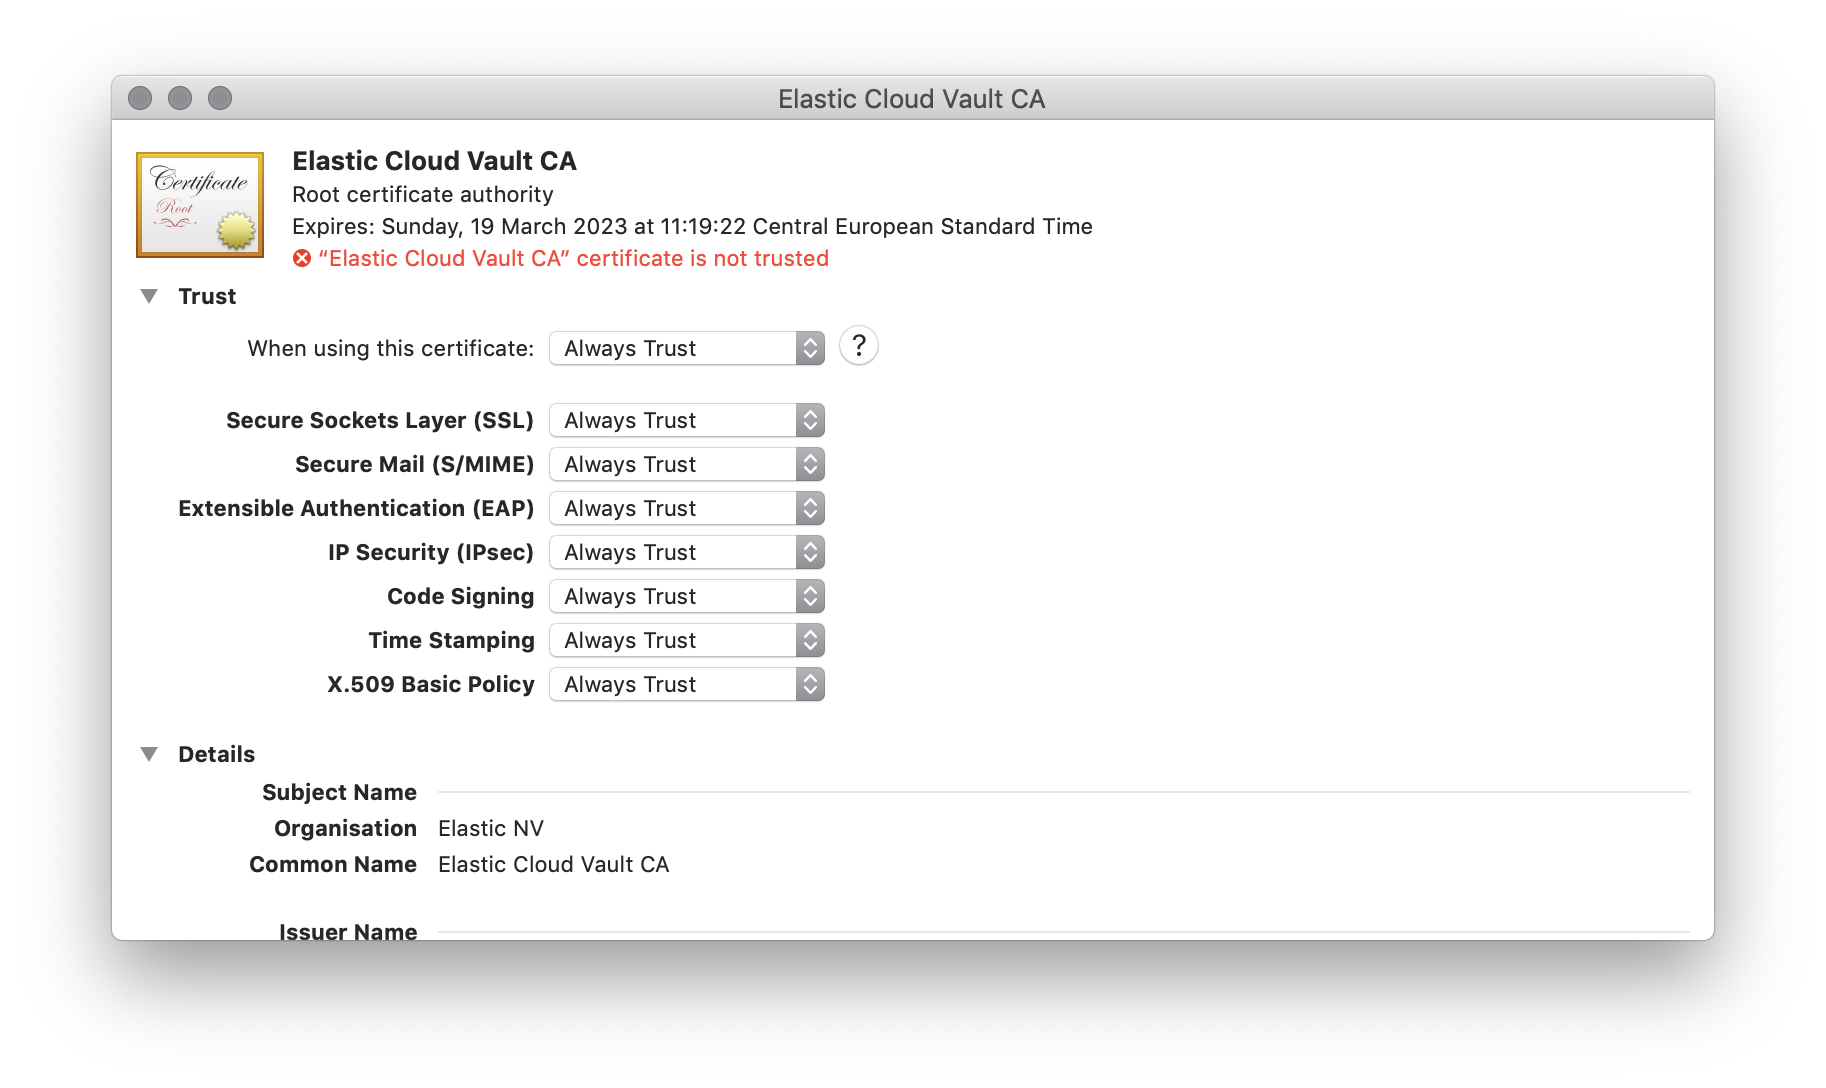 Elastic Cloud Vault CA
Certificate
Root
Elastic Cloud Vault CA
Root certificate authority
Expires: Sunday, 19 March 2023 at 11:19:22 Central European Standard Time
“Elastic Cloud Vault CA” certificate is not trusted
Trust
When using this certificate: Always Trust ?
Secure Sockets Layer (SSL) Always Trust
Secure Mail (S/MIME) Always Trust
Extensible Authentication (EAP) Always Trust
IP Security (IPsec) Always Trust
Code Signing Always Trust
Time Stamping Always Trust
X.509 Basic Policy Always Trust
Details
Subject Name
Organisation Elastic NV
Common Name Elastic Cloud Vault CA
Issuer Name